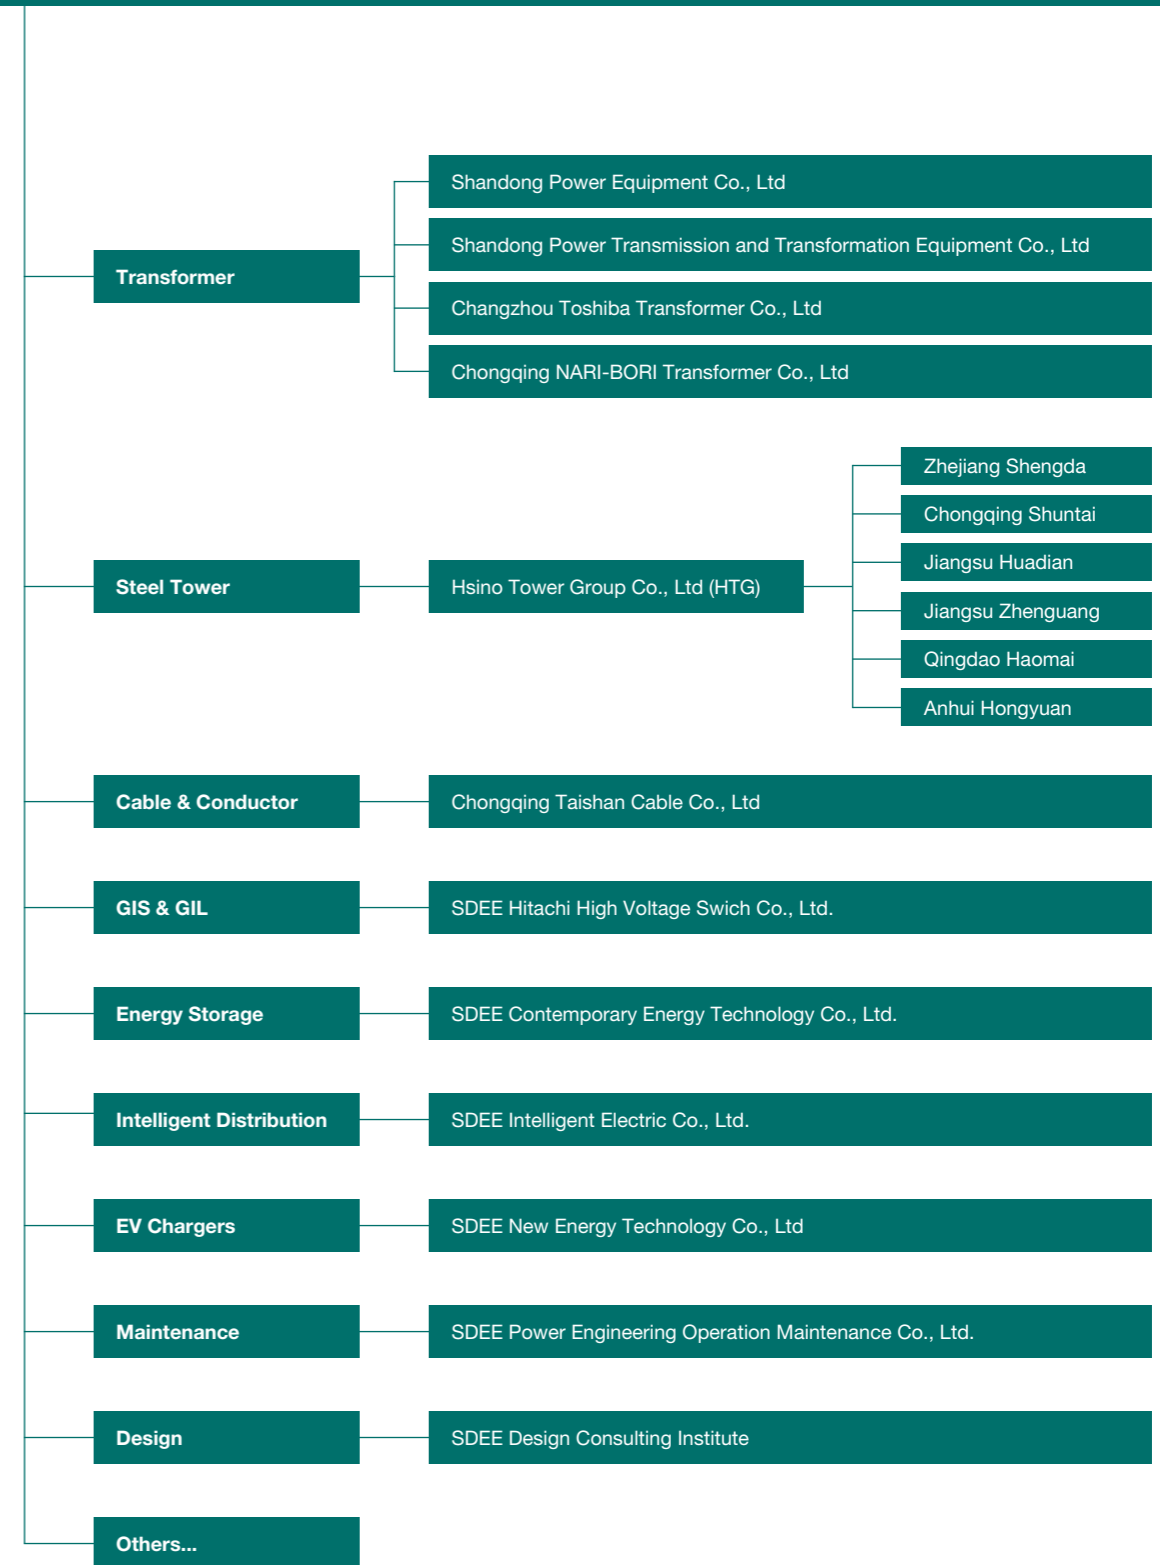 Transformer
Shandong Power Equipment Co., Ltd
Shandong Power Transmission and Transformation Equipment Co., Ltd
Changzhou Toshiba Transformer Co., Ltd
Chongqing NARI-BORI Transformer Co., Ltd
Steel Tower
Hsino Tower Group Co., Ltd (HTG)
Zhejiang Shengda
Chongqing Shuntai
Jiangsu Huadian
Jiangsu Zhenguang
Qingdao Haomai
Anhui Hongyuan
Cable & Conductor
Chongqing Taishan Cable Co., Ltd
GIS & GIL
SDEE Hitachi High Voltage Swich Co., Ltd.
Energy Storage
SDEE Contemporary Energy Technology Co., Ltd.
Intelligent Distribution
SDEE Intelligent Electric Co., Ltd.
EV Chargers
SDEE New Energy Technology Co., Ltd
Maintenance
SDEE Power Engineering Operation Maintenance Co., Ltd.
Design
SDEE Design Consulting Institute
Others...